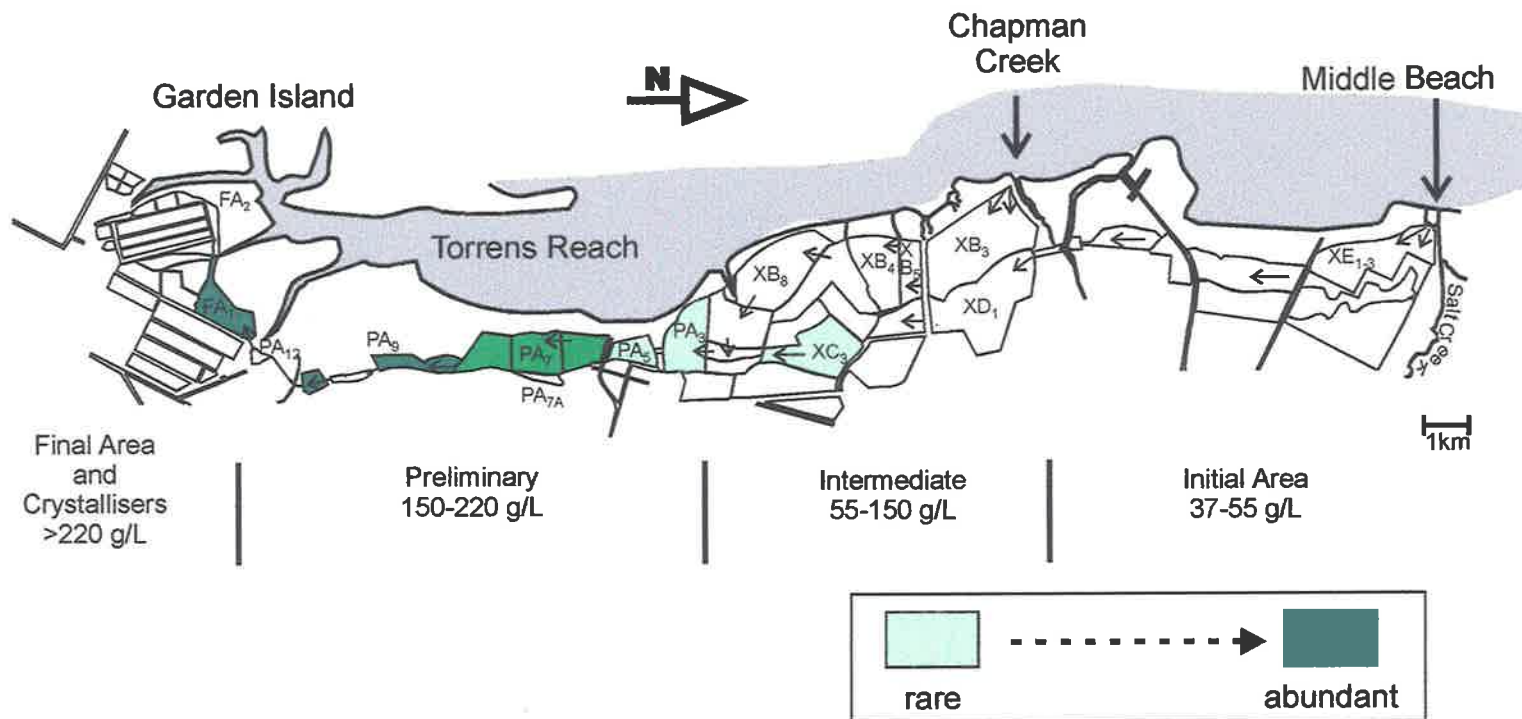 Chapman
Creek
Middle Beach
Garden Island
N
Torrens Reach
FA2
FA1
PA12
PA9
PA7
PA7A
PA5
PA3
XC3
XB8
XB4
X
B5
XB3
XD1
XE1-3
Salt Creek
1km
Final Area
and
Crystallisers
>220 g/L
Preliminary
150-220 g/L
Intermediate
55-150 g/L
Initial Area
37-55 g/L
rare
abundant